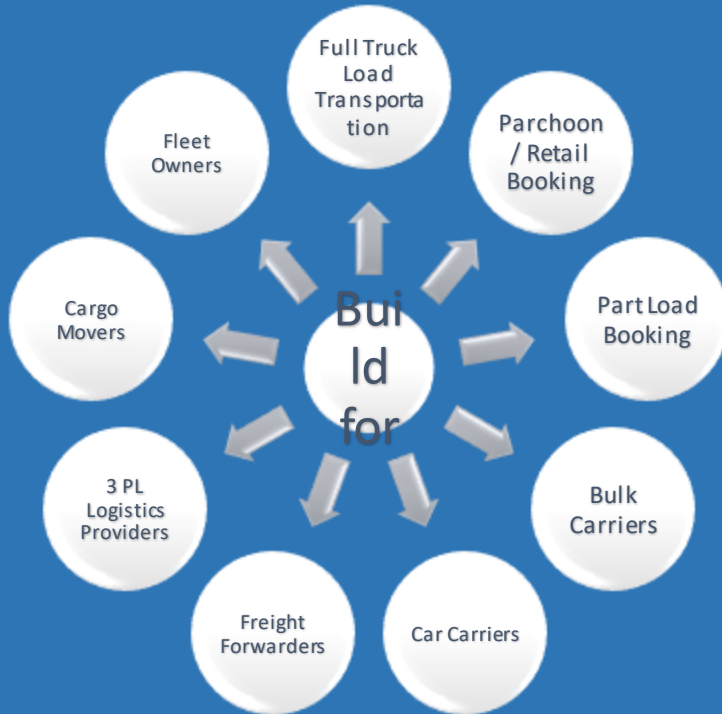 Full Truck
Load
Transporta
tion
Parchoon
/ Retail
Booking
Part Load
Booking
Bulk
Carriers
Car Carriers
Freight
Forwarders
3 PL
Logistics
Providers
Cargo
Movers
Fleet
Owners
Bui
ld
for